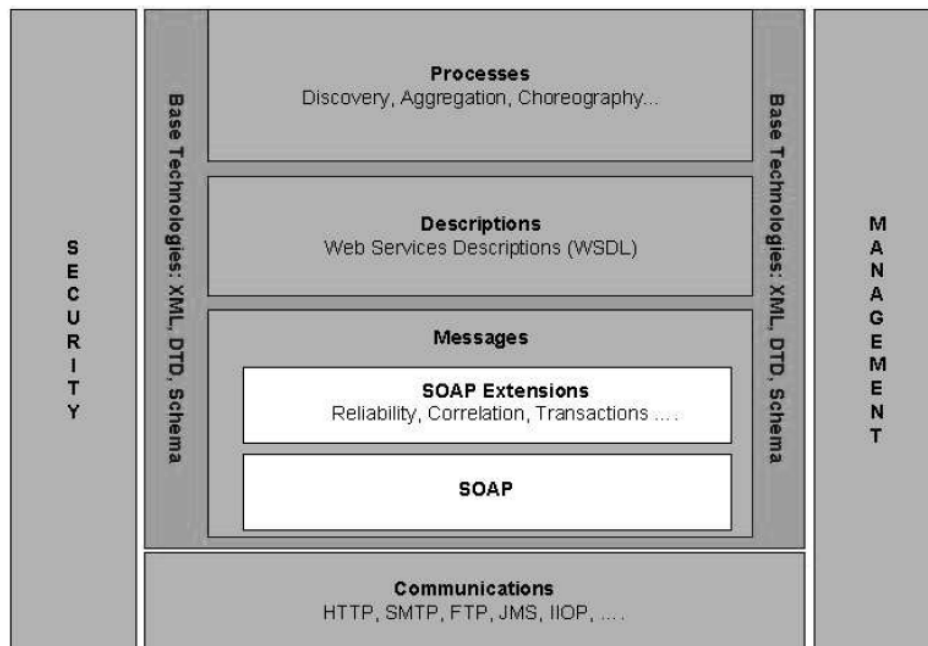 SECURITY
Base Technologies: XML, DTD, Schema
Processes
Discovery, Aggregation, Choreography...
Descriptions
Web Services Descriptions (WSDL)
Messages
SOAP Extensions
Reliability, Correlation, Transactions ....
SOAP
Base Technologies: XML, DTD, Schema
MANAGEMENT
Communications
HTTP, SMTP, FTP, JMS, IIOP, ....